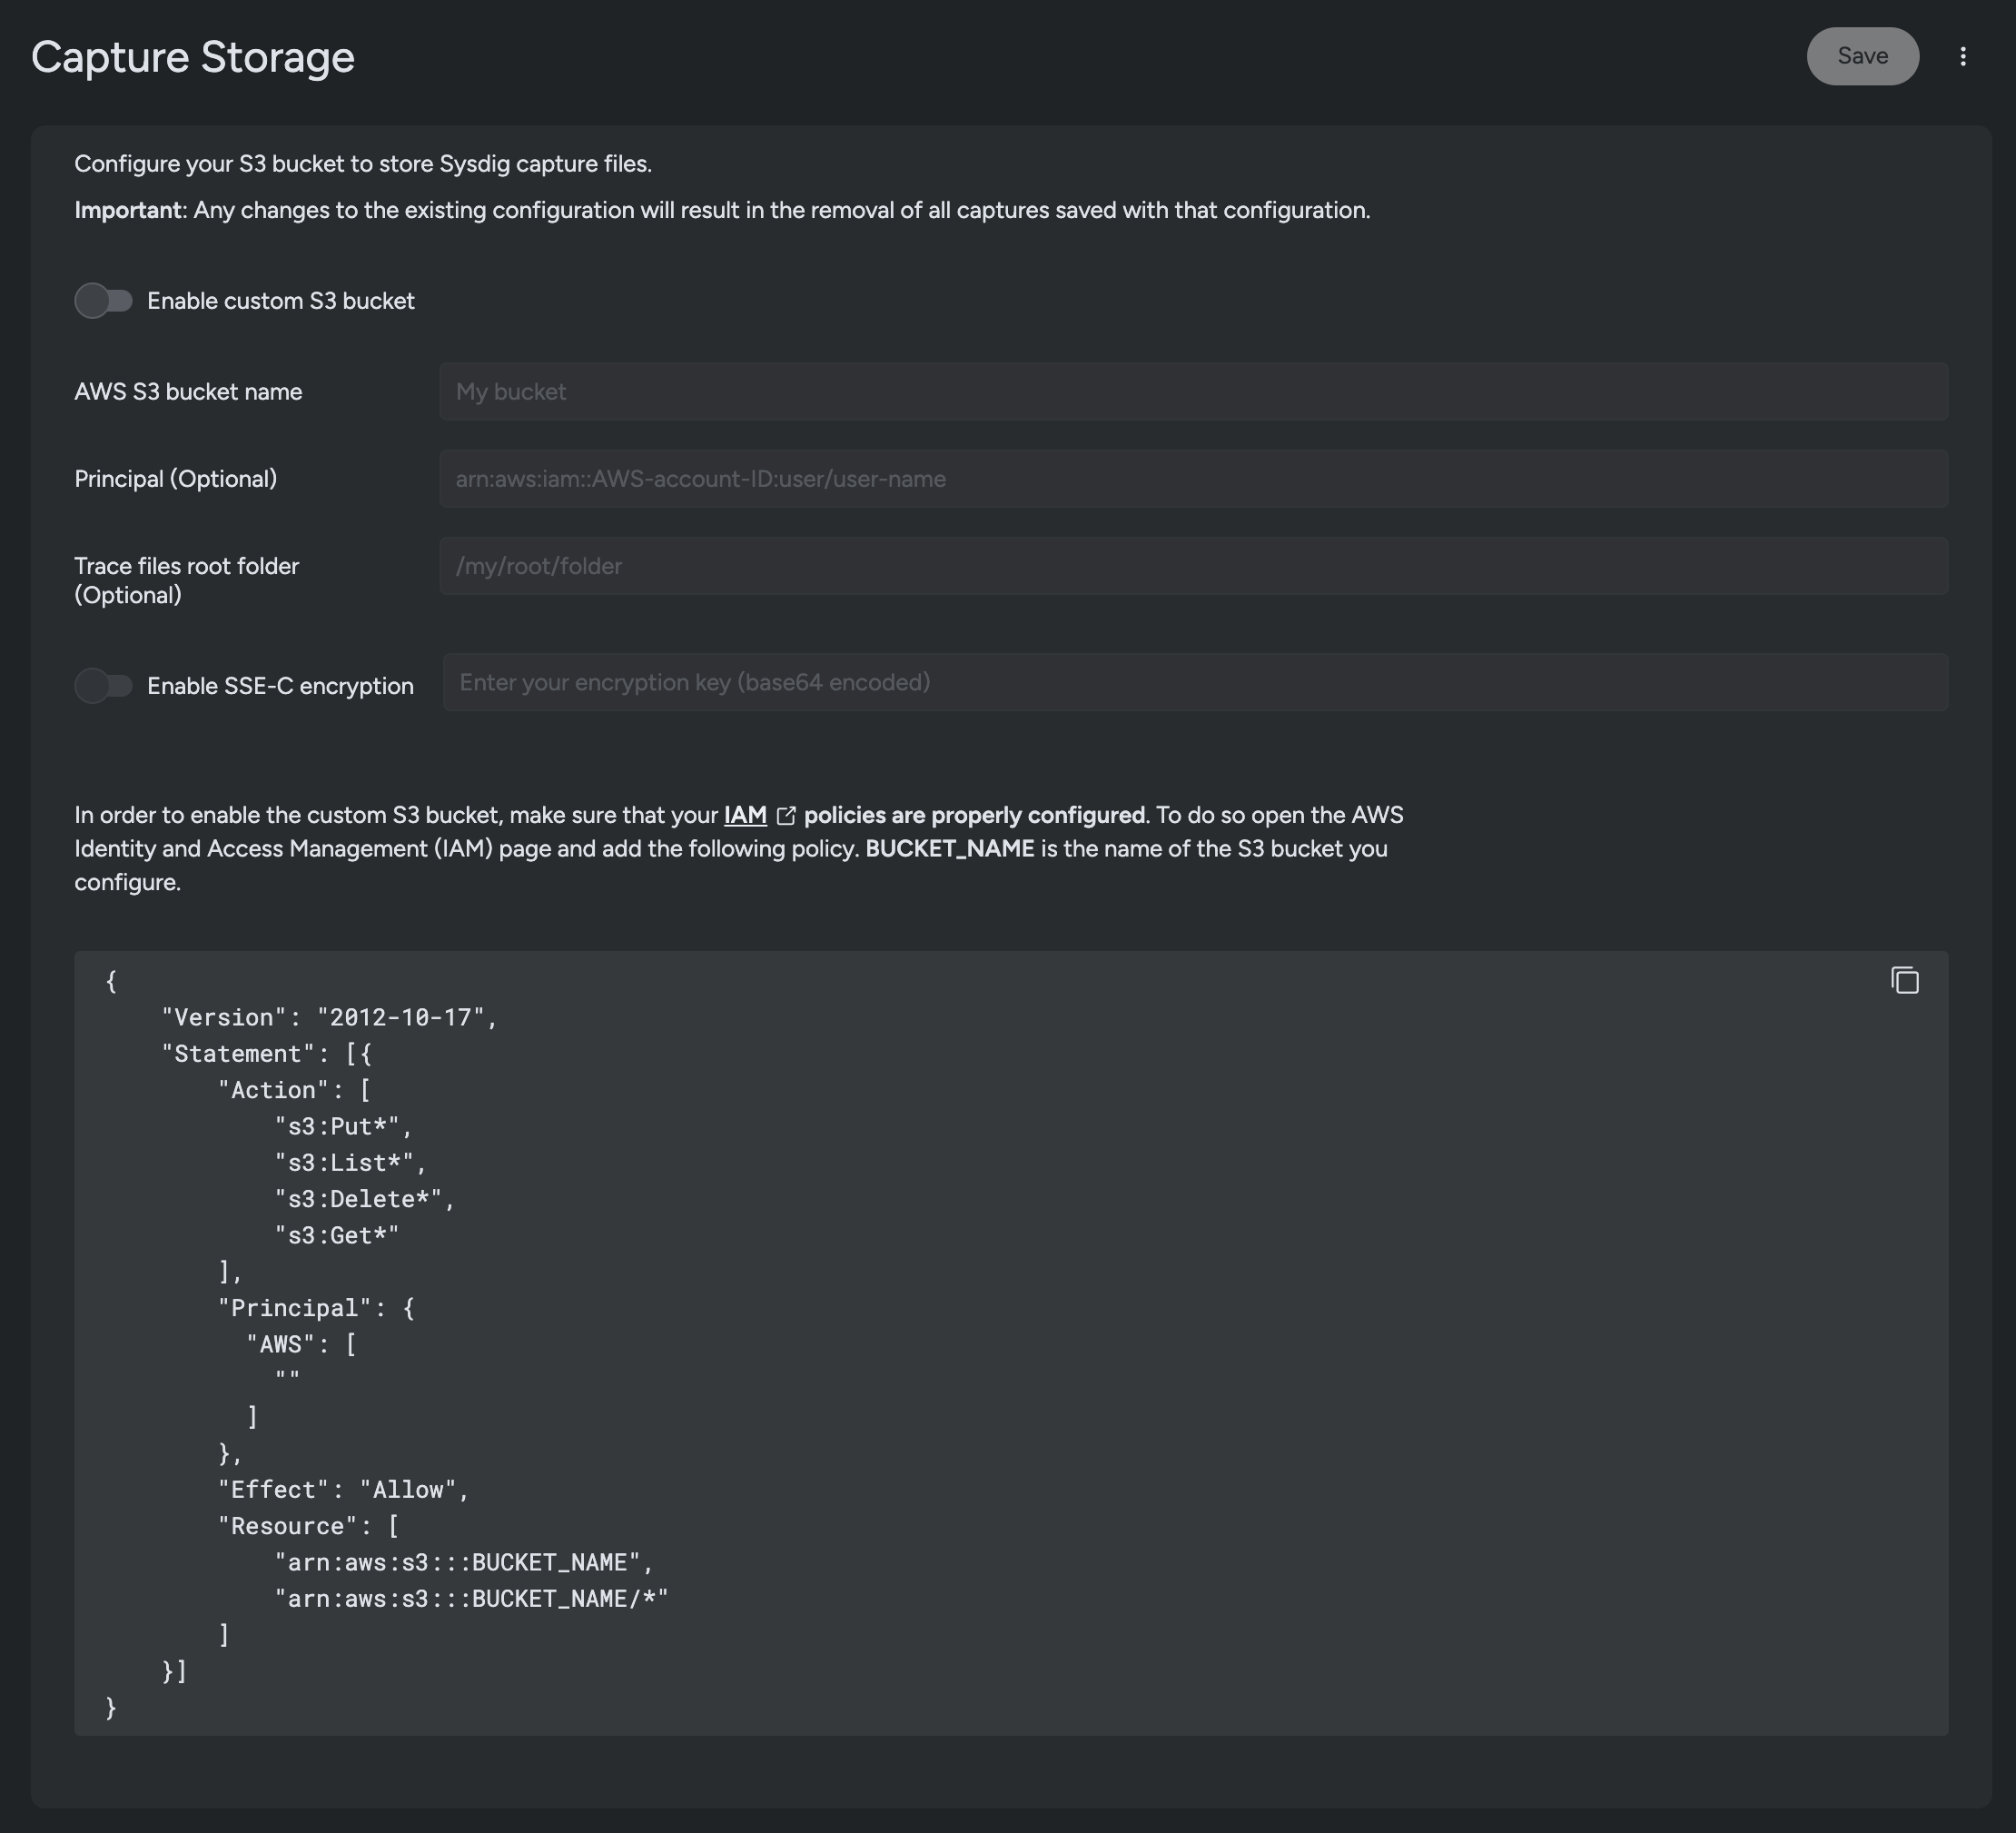 Capture Storage
Save
Configure your S3 bucket to store Sysdig capture files.
Important: Any changes to the existing configuration will result in the removal of all captures saved with that configuration.
Enable custom S3 bucket
AWS S3 bucket name
My bucket
Principal (Optional)
arn:aws:iam::AWS-account-ID:user/user-name
Trace files root folder
(Optional)
/my/root/folder
Enable SSE-C encryption
Enter your encryption key (base64 encoded)
In order to enable the custom S3 bucket, make sure that your IAM policies are properly configured. To do so open the AWS
Identity and Access Management (IAM) page and add the following policy. BUCKET_NAME is the name of the S3 bucket you
configure.
{
    "Version": "2012-10-17",
    "Statement": [{
        "Action": [
            "s3:Put*",
            "s3:List*",
            "s3:Delete*",
            "s3:Get*"
        ],
        "Principal": {
          "AWS": [
            ""
          ]
        },
        "Effect": "Allow",
        "Resource": [
            "arn:aws:s3:::BUCKET_NAME",
            "arn:aws:s3:::BUCKET_NAME/*"
        ]
    }]
}